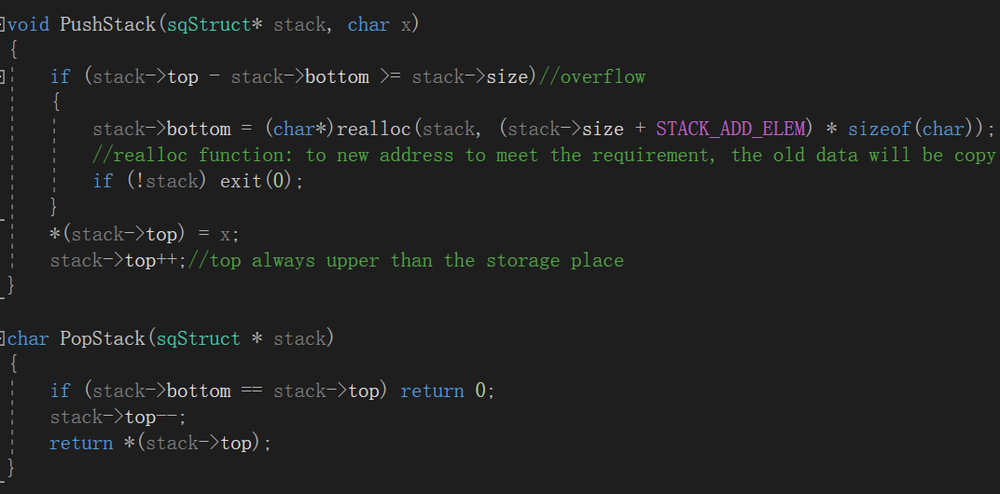 void PushStack(sqStruct* stack, char x)
{
if (stack->top - stack->bottom >= stack->size)//overflow
{
stack->bottom = (char*)realloc(stack, (stack->size + STACK_ADD_ELEM) * sizeof(char));
//realloc function: to new address to meet the requirement, the old data will be copy
if (!stack) exit(0);
}
*(stack->top) = x;
stack->top++;//top always upper than the storage place
}
char PopStack(sqStruct * stack)
{
if (stack->bottom == stack->top) return 0;
stack->top--;
return *(stack->top);
}